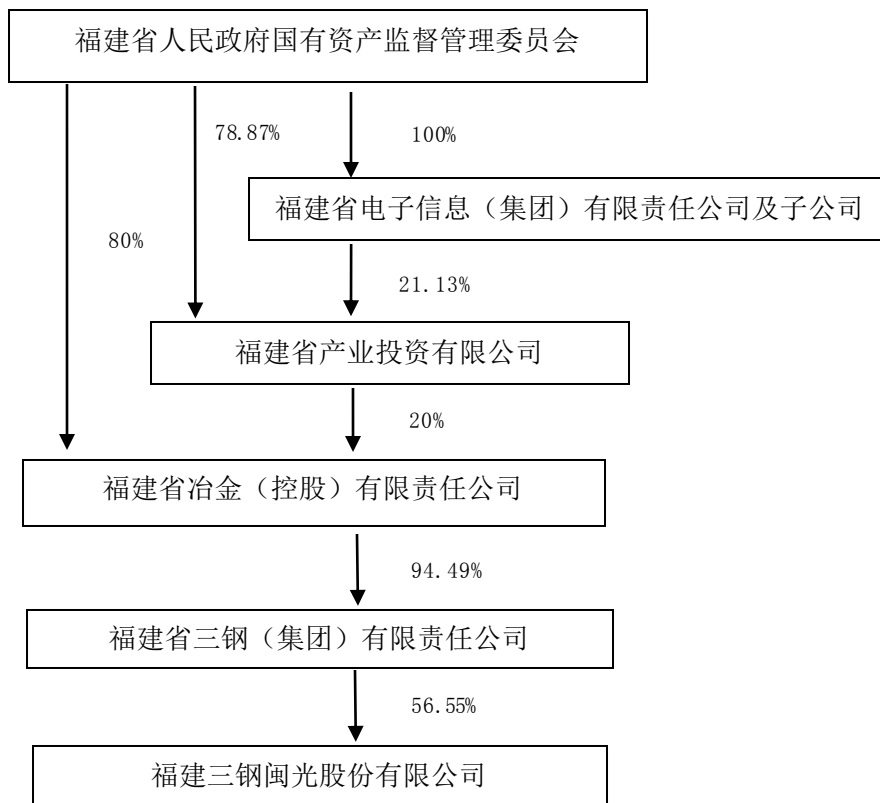 福建省人民政府国有资产监督管理委员会
78.87%
100%
福建省电子信息（集团）有限责任公司及子公司
80%
21.13%
福建省产业投资有限公司
20%
福建省冶金（控股）有限责任公司
94.49%
福建省三钢（集团）有限责任公司
56.55%
福建三钢闽光股份有限公司